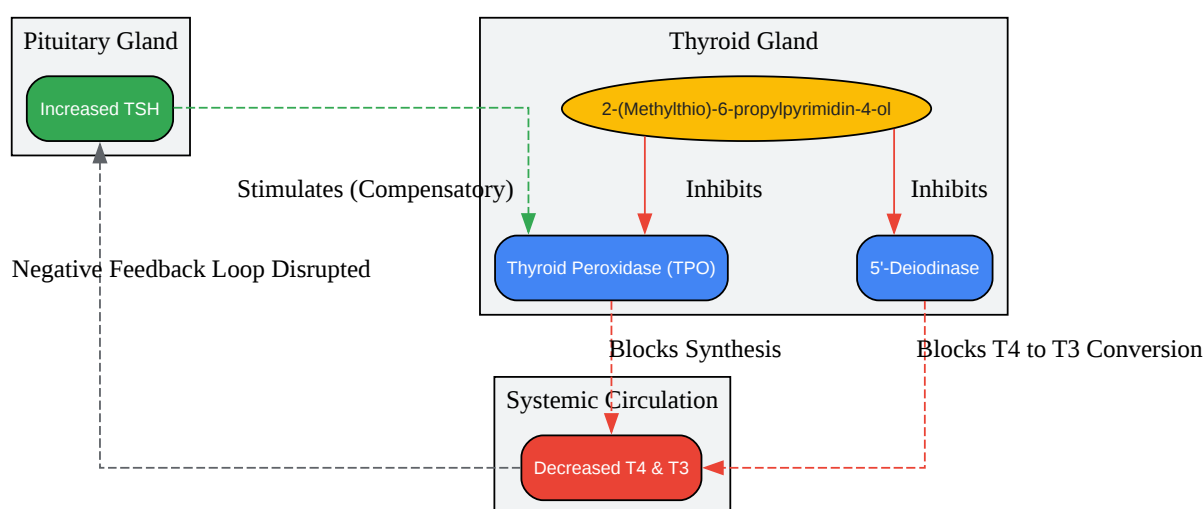 Pituitary Gland
Thyroid Gland
Increased TSH
2-(Methylthio)-6-propylpyrimidin-4-ol
Stimulates (Compensatory)
Inhibits
Inhibits
Negative Feedback Loop Disrupted
Thyroid Peroxidase (TPO)
5'-Deiodinase
Blocks Synthesis
Blocks T4 to T3 Conversion
Systemic Circulation
Decreased T4 & T3